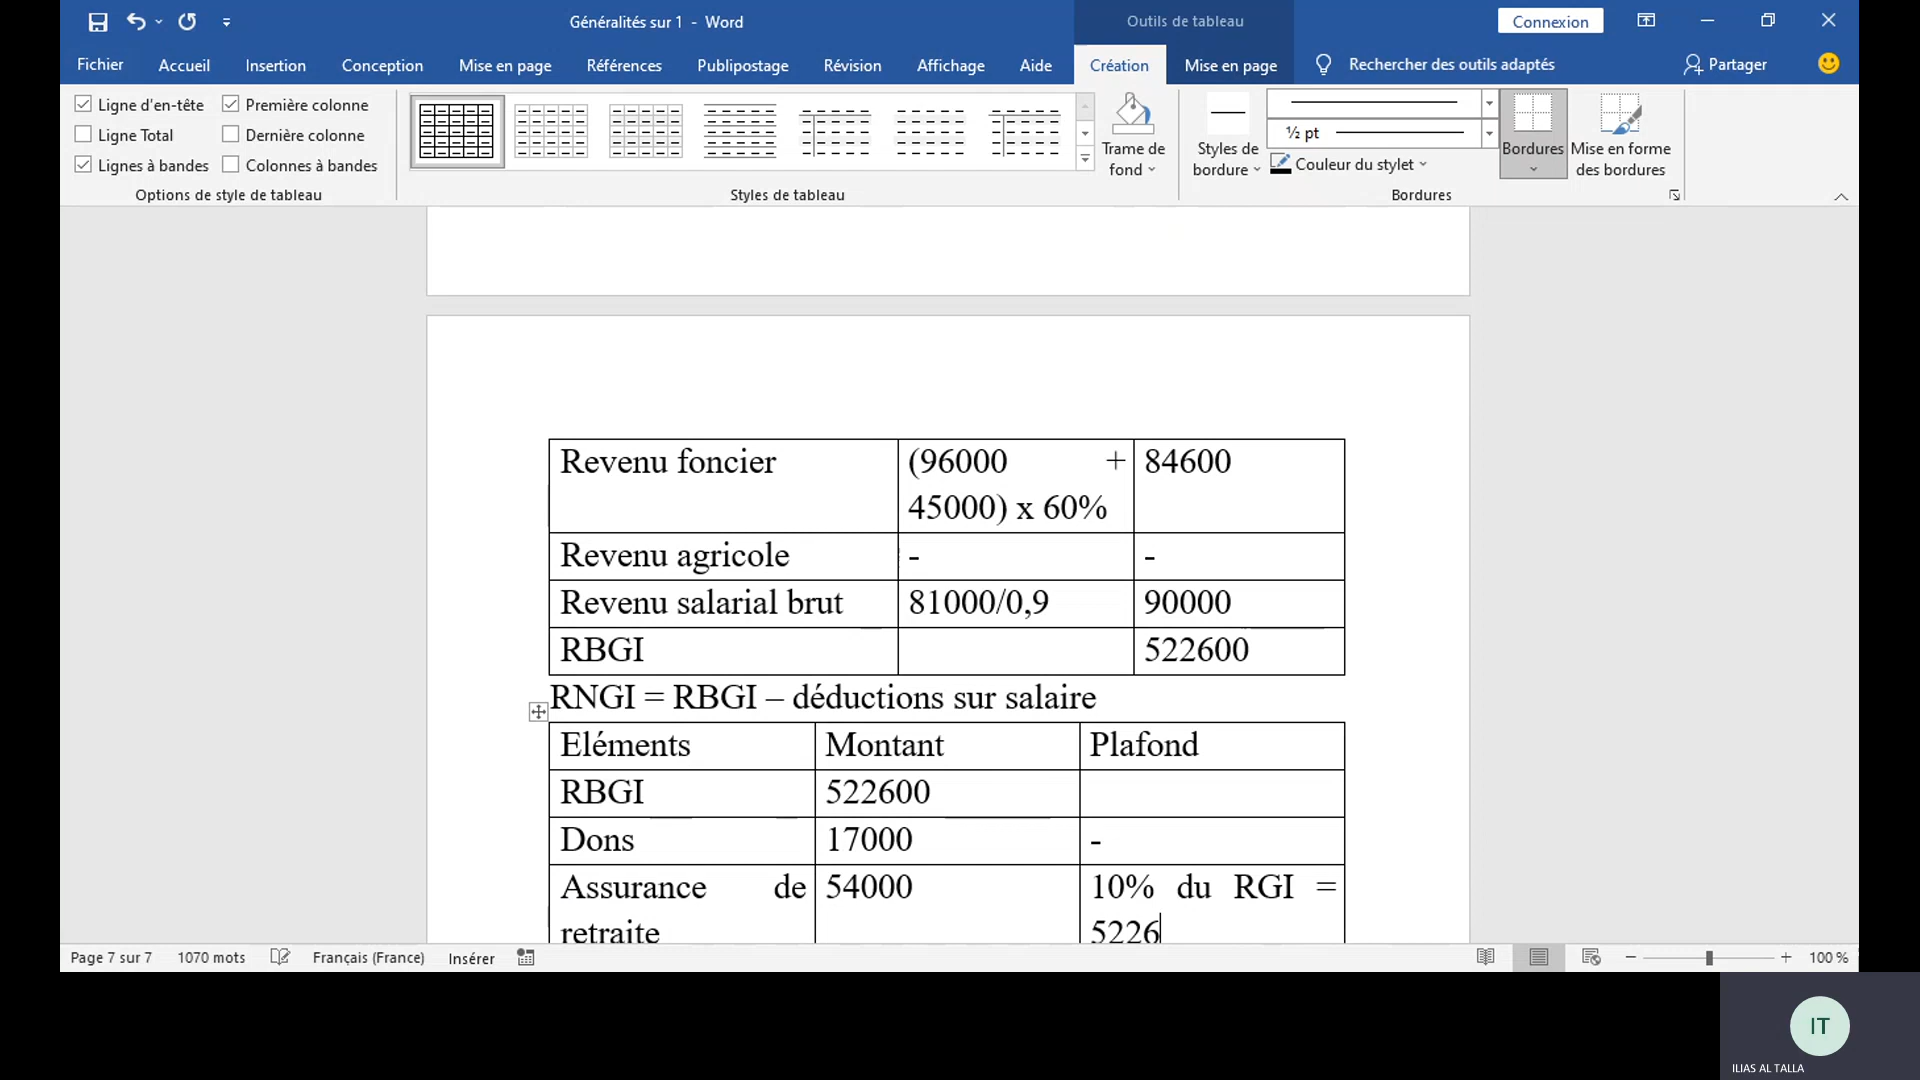 Généralités sur 1 - Word
Outils de tableau
Connexion
Fichier Accueil Insertion Conception Mise en page Références Publipostage Révision Affichage Aide Création Mise en page Rechercher des outils adaptés Partager
Ligne d'en-tête Première colonne
Ligne Total Dernière colonne
Lignes à bandes Colonnes à bandes
Options de style de tableau
Styles de tableau
Trame de
fond
Styles de
bordure
½ pt
Couleur du stylet
Bordures
Mise en forme
des bordures
Bordures
Revenu foncier (96000 + 84600
45000) x 60%
Revenu agricole - -
Revenu salarial brut 81000/0,9 90000
RBGI 522600
RNGI = RBGI – déductions sur salaire
Eléments Montant Plafond
RBGI 522600
Dons 17000 -
Assurance de 54000 10% du RGI =
retraite 5226
Page 7 sur 7 1070 mots Français (France) Insérer 100 %
IT
ILIAS AL TALLA